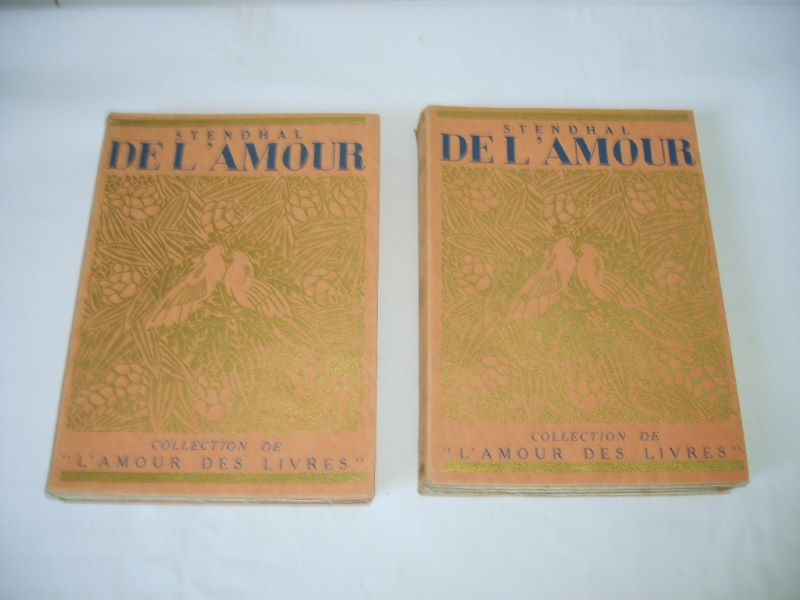 STENDHAL
DE L'AMOUR
COLLECTION DE
"L'AMOUR DES LIVRES"
STENDHAL
DE L'AMOUR
COLLECTION DE
"L'AMOUR DES LIVRES"